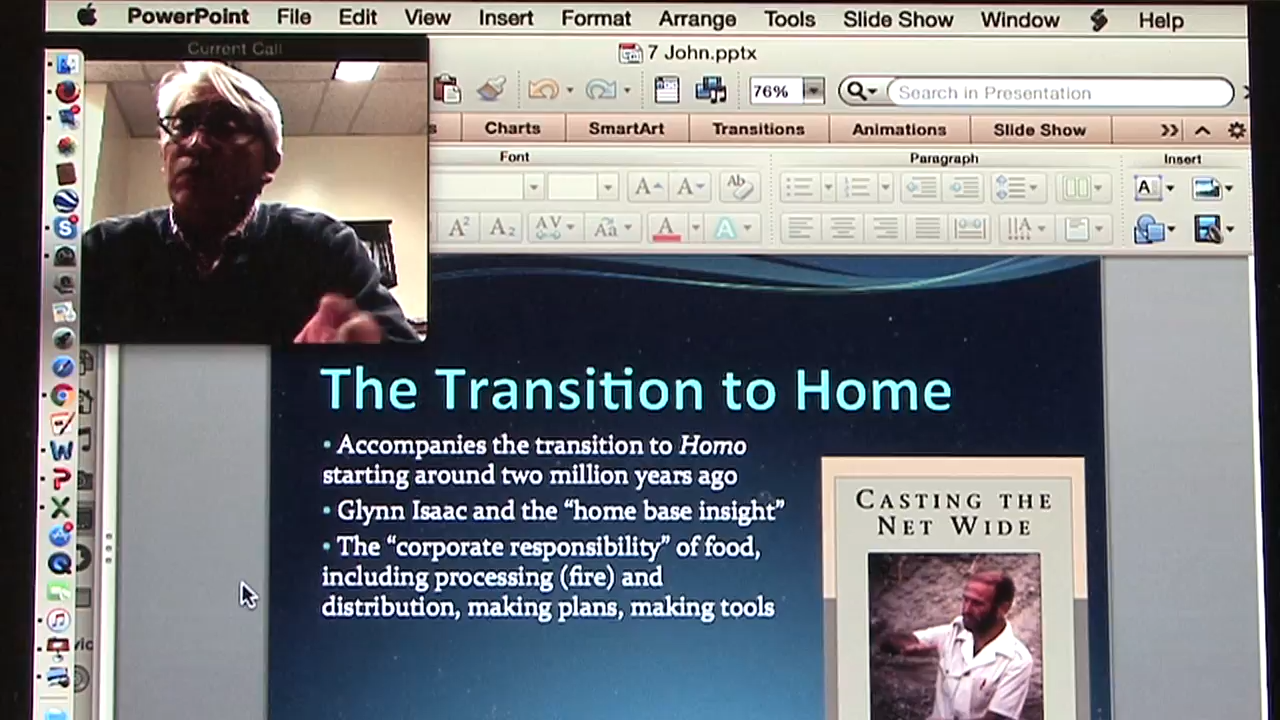 PowerPoint File Edit View Insert Format Arrange Tools Slide Show Window Help
Current Call
7 John.pptx
76%
Search in Presentation
s Charts SmartArt Transitions Animations Slide Show
Font Paragraph Insert
The Transition to Home
• Accompanies the transition to Homo
starting around two million years ago
• Glynn Isaac and the “home base insight”
• The “corporate responsibility” of food,
including processing (fire) and
distribution, making plans, making tools
CASTING THE
NET WIDE